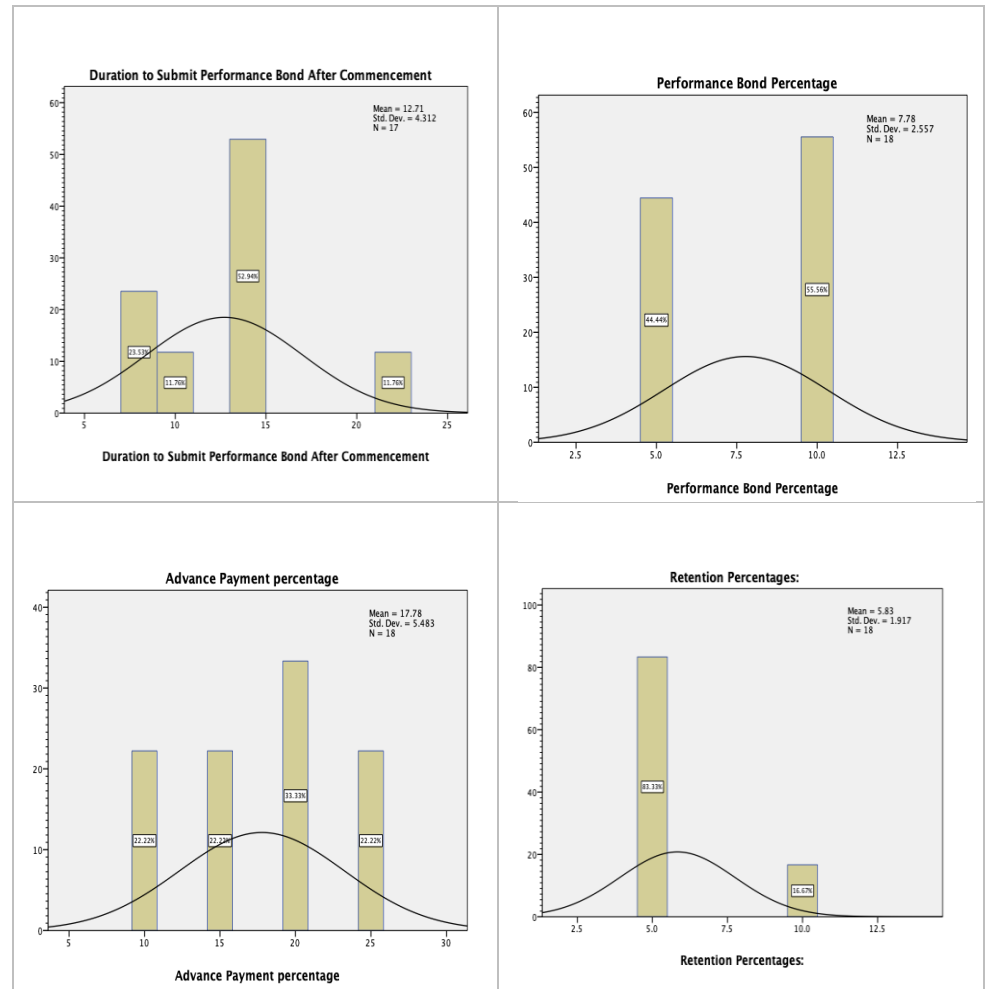 Duration to Submit Performance Bond After Commencement
Mean = 12.71
Std. Dev. = 4.312
N = 17
60
50
40
30
20
10
0
23.53%
11.76%
52.94%
11.76%
5 10 15 20 25
Duration to Submit Performance Bond After Commencement
Performance Bond Percentage
Mean = 7.78
Std. Dev. = 2.557
N = 18
60
50
40
30
20
10
0
44.44%
55.56%
2.5 5.0 7.5 10.0 12.5
Performance Bond Percentage
Advance Payment percentage
Mean = 17.78
Std. Dev. = 5.483
N = 18
40
30
20
10
0
22.22%
22.22%
33.33%
22.22%
5 10 15 20 25 30
Advance Payment percentage
Retention Percentages:
Mean = 5.83
Std. Dev. = 1.917
N = 18
100
80
60
40
20
0
83.33%
16.67%
2.5 5.0 7.5 10.0 12.5
Retention Percentages: